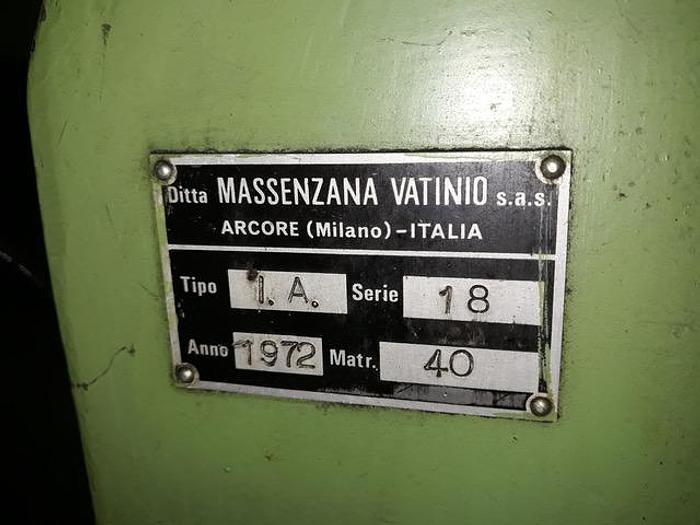 Ditta MASSENZANA VATINIO s.a.s.
ARCORE (Milano)-ITALIA
Tipo I. A. Serie 18
Anno 1972 Matr. 40